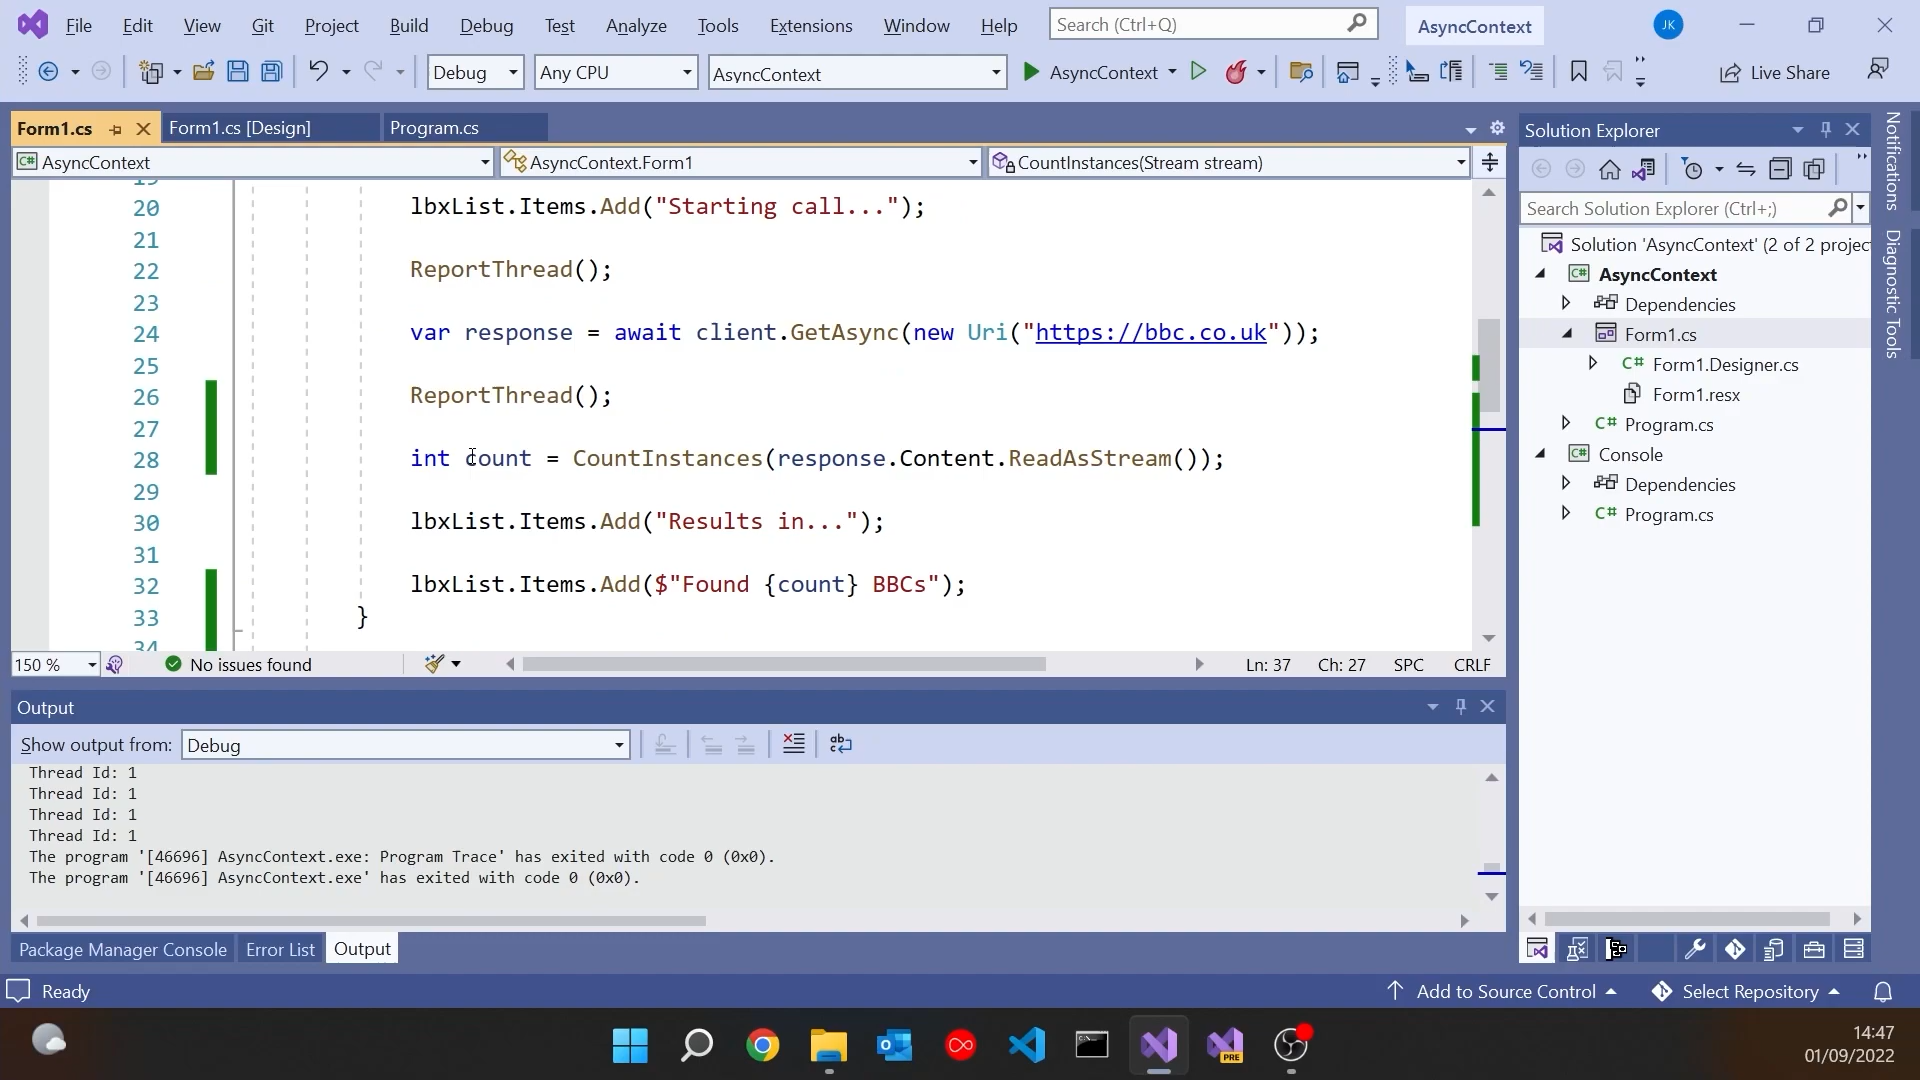 File Edit View Git Project Build Debug Test Analyze Tools Extensions Window Help Search (Ctrl+Q) AsyncContext JK
Debug Any CPU AsyncContext AsyncContext Live Share
Form1.cs Form1.cs [Design] Program.cs
AsyncContext AsyncContext.Form1 CountInstances(Stream stream)
20 lbxList.Items.Add("Starting call...");
21
22 ReportThread();
23
24 var response = await client.GetAsync(new Uri("https://bbc.co.uk"));
25
26 ReportThread();
27
28 int count = CountInstances(response.Content.ReadAsStream());
29
30 lbxList.Items.Add("Results in...");
31
32 lbxList.Items.Add($"Found {count} BBCs");
33 }
150 % No issues found Ln: 37 Ch: 27 SPC CRLF
Output
Show output from: Debug
Thread Id: 1
Thread Id: 1
Thread Id: 1
Thread Id: 1
The program '[46696] AsyncContext.exe: Program Trace' has exited with code 0 (0x0).
The program '[46696] AsyncContext.exe' has exited with code 0 (0x0).
Package Manager Console Error List Output
Solution Explorer
Search Solution Explorer (Ctrl+;)
Solution 'AsyncContext' (2 of 2 projec
AsyncContext
Dependencies
Form1.cs
Form1.Designer.cs
Form1.resx
Program.cs
Console
Dependencies
Program.cs
Notifications
Diagnostic Tools
Ready Add to Source Control Select Repository
PRE
14:47
01/09/2022